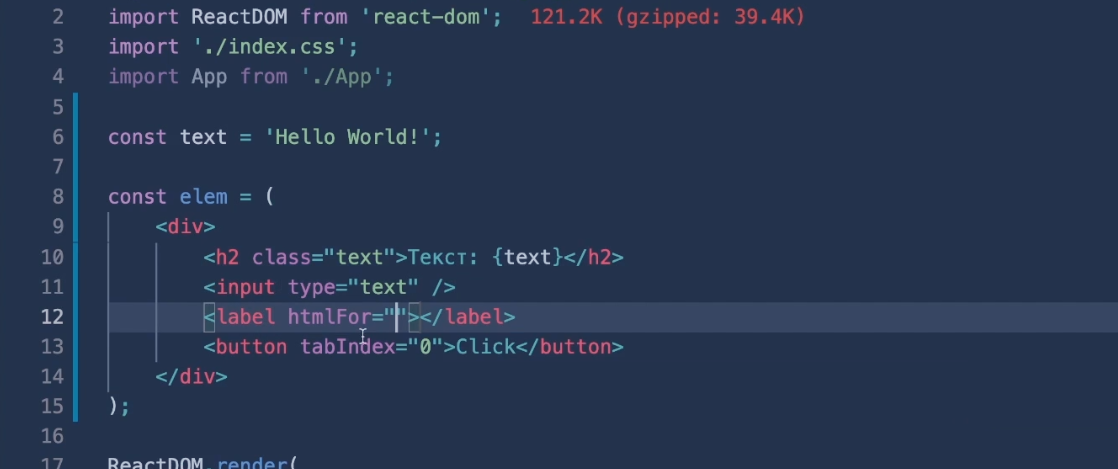 2 import ReactDOM from 'react-dom'; 121.2K (gzipped: 39.4K)
3 import './index.css';
4 import App from './App';
5
6 const text = 'Hello World!';
7
8 const elem = (
9 <div>
10 <h2 class="text">Текст: {text}</h2>
11 <input type="text" />
12 <label htmlFor=""></label>
13 <button tabIndex="0">Click</button>
14 </div>
15 );
16
17 ReactDOM.render(